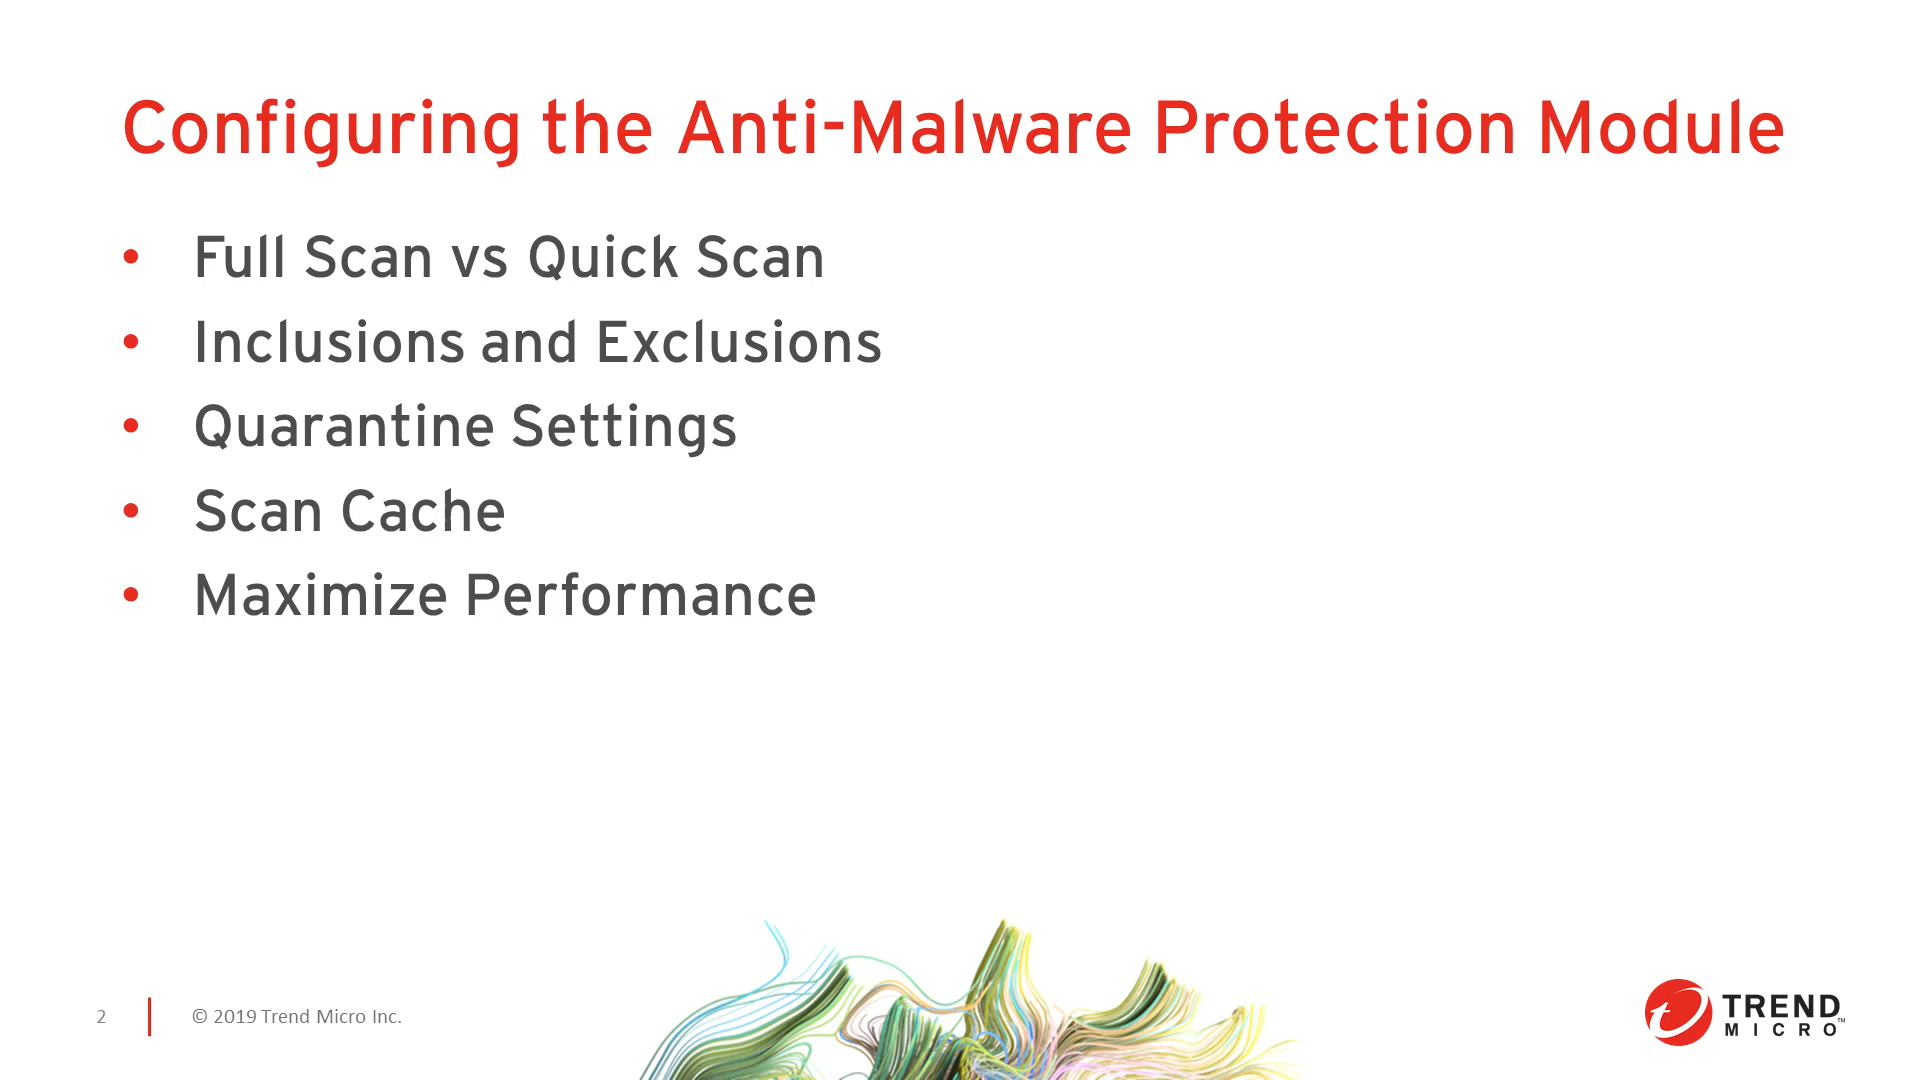 Configuring the Anti-Malware Protection Module
• Full Scan vs Quick Scan
• Inclusions and Exclusions
• Quarantine Settings
• Scan Cache
• Maximize Performance
2
© 2019 Trend Micro Inc.
TREND
MICRO™